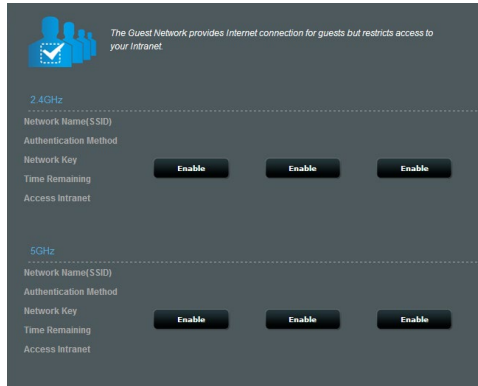 The Guest Network provides Internet connection for guests but restricts access to
your Intranet.
2.4GHz
Network Name(SSID)
Authentication Method
Network Key
Enable Enable Enable
Time Remaining
Access Intranet
5GHz
Network Name(SSID)
Authentication Method
Network Key
Enable Enable Enable
Time Remaining
Access Intranet